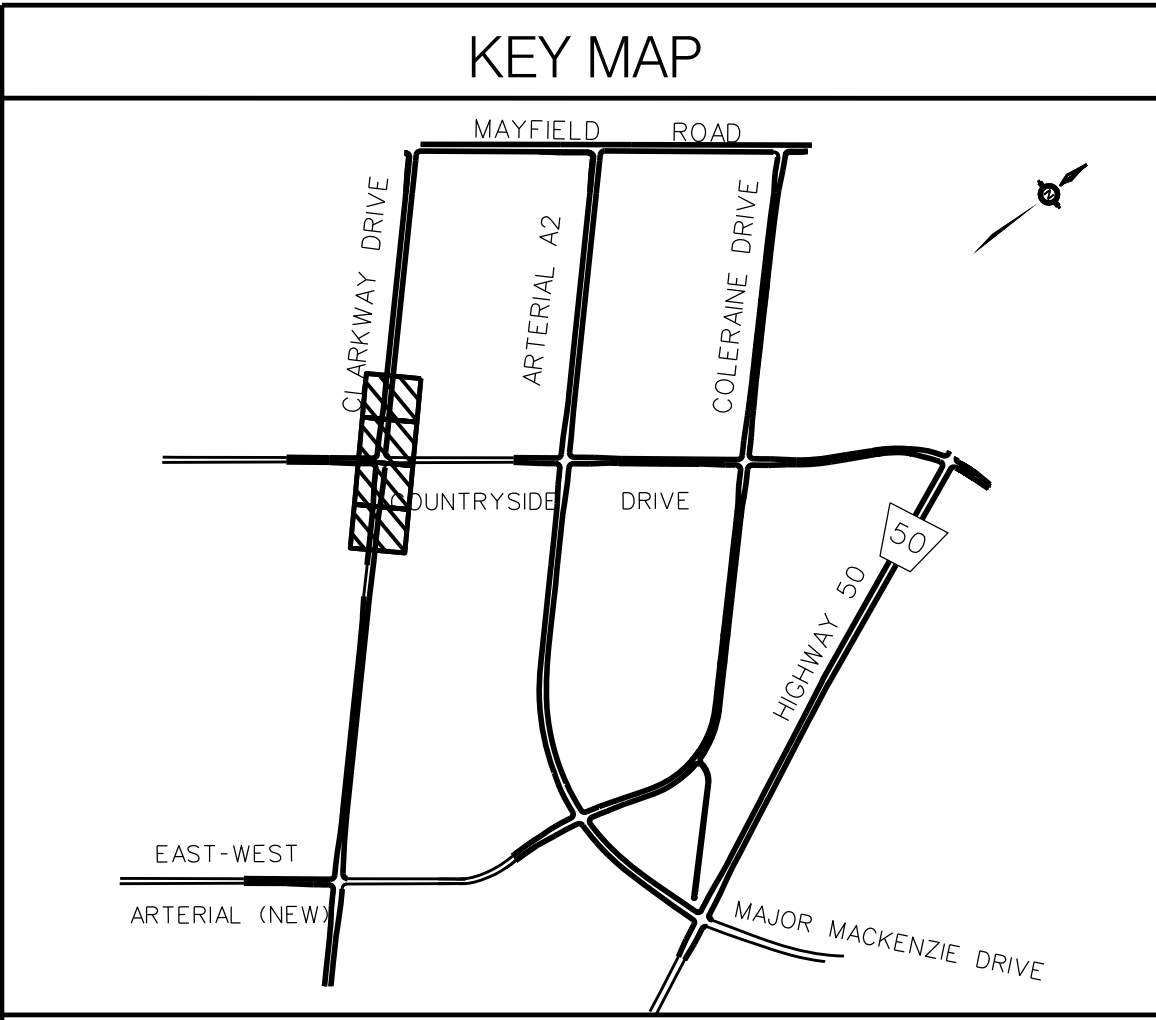 KEY MAP
MAYFIELD ROAD
N
CLARKWAY DRIVE
ARTERIAL A2
COLERAINE DRIVE
COUNTRYSIDE DRIVE
50
HIGHWAY 50
EAST-WEST
ARTERIAL (NEW)
MAJOR MACKENZIE DRIVE